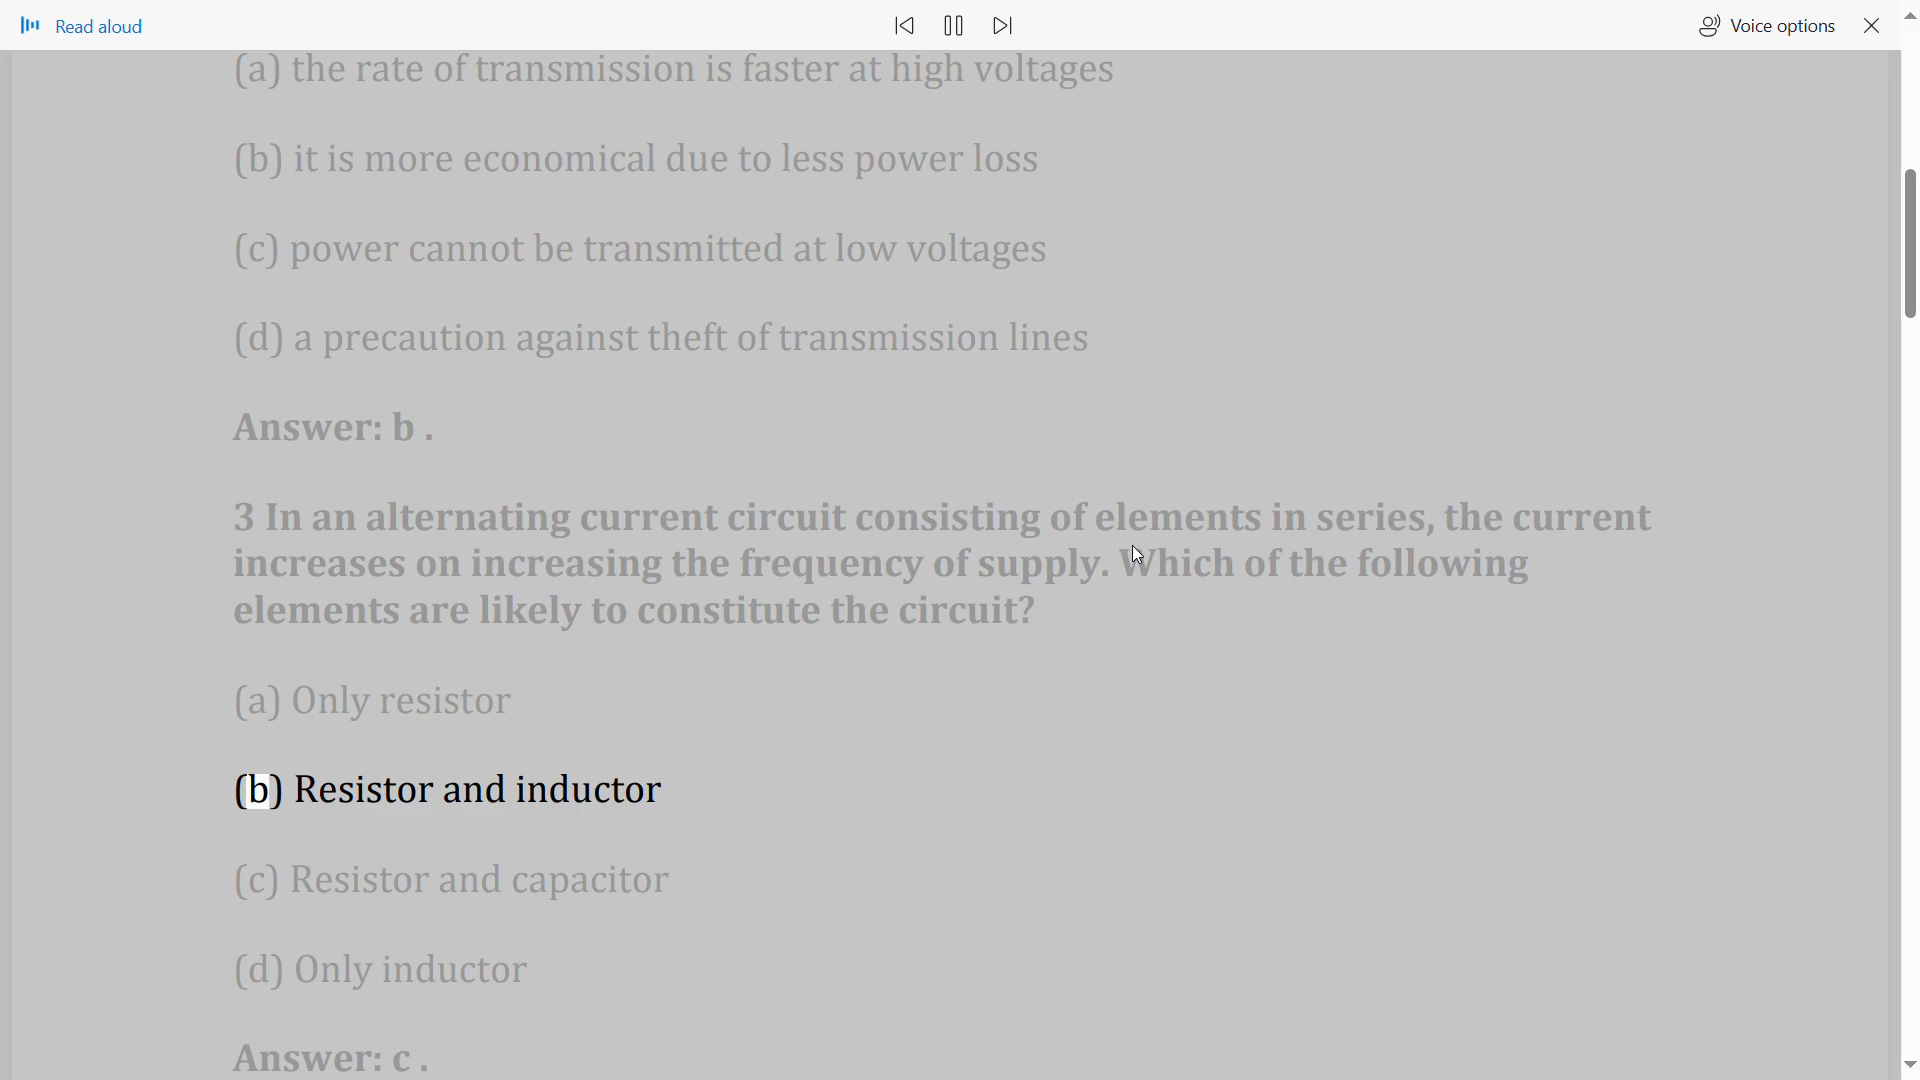 Read aloud
Voice options
(a) the rate of transmission is faster at high voltages
(b) it is more economical due to less power loss
(c) power cannot be transmitted at low voltages
(d) a precaution against theft of transmission lines
Answer: b .
3 In an alternating current circuit consisting of elements in series, the current
increases on increasing the frequency of supply. Which of the following
elements are likely to constitute the circuit?
(a) Only resistor
(b) Resistor and inductor
(c) Resistor and capacitor
(d) Only inductor
Answer: c .